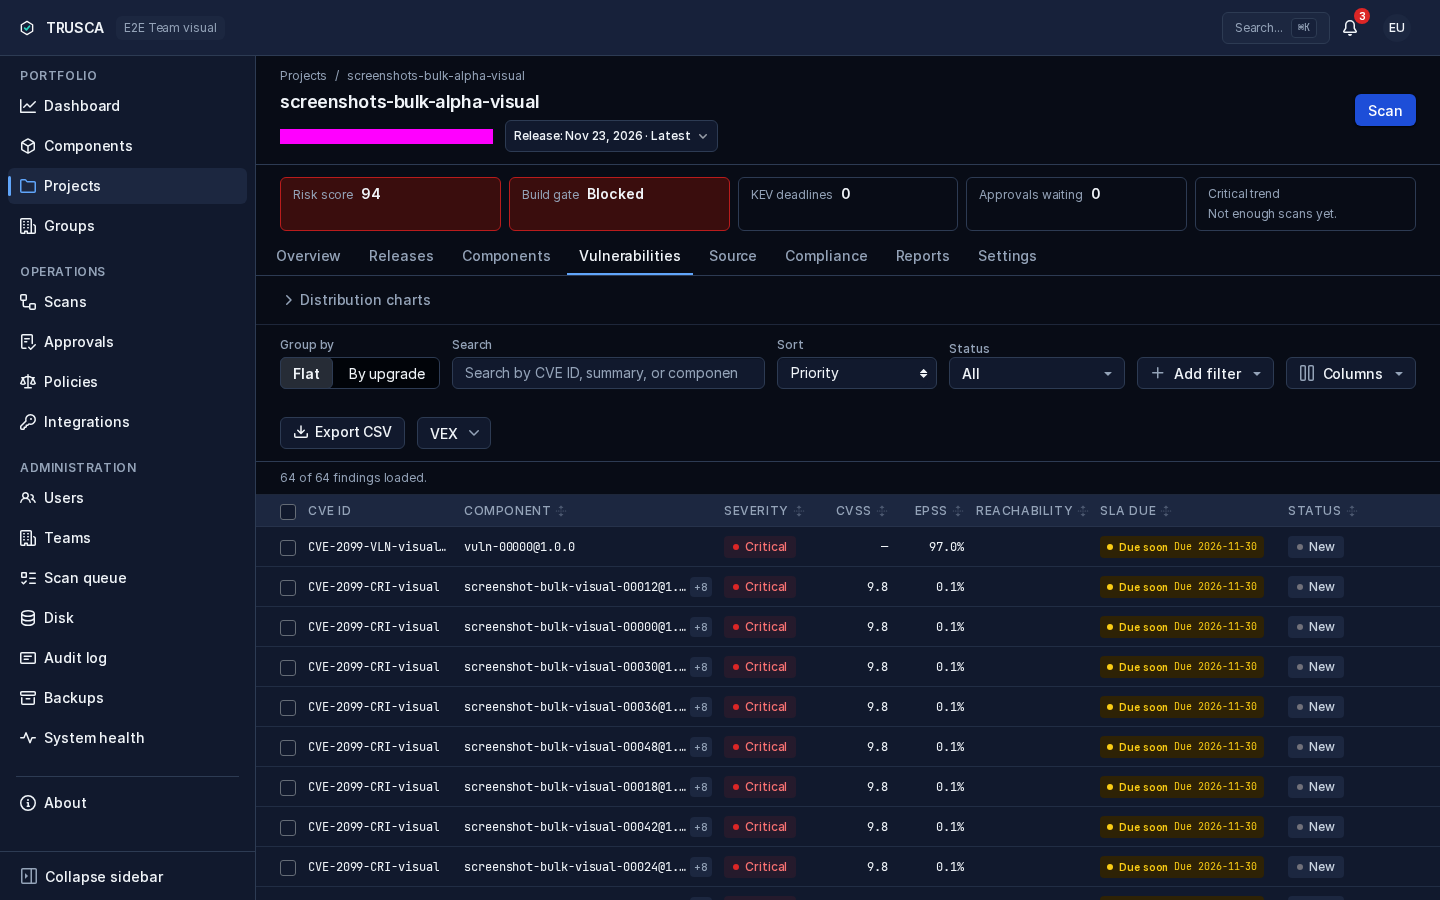 TRUSCA E2E Team visual Search... ⌘K 3 EU
PORTFOLIO
Dashboard
Components
Projects
Groups
OPERATIONS
Scans
Approvals
Policies
Integrations
ADMINISTRATION
Users
Teams
Scan queue
Disk
Audit log
Backups
System health
About
Collapse sidebar
Projects / screenshots-bulk-alpha-visual
screenshots-bulk-alpha-visual
Release: Nov 23, 2026 · Latest
Scan
Risk score 94
Build gate Blocked
KEV deadlines 0
Approvals waiting 0
Critical trend
Not enough scans yet.
Overview Releases Components Vulnerabilities Source Compliance Reports Settings
Distribution charts
Group by Search Sort Status
Flat By upgrade Search by CVE ID, summary, or componen Priority All Add filter Columns
Export CSV VEX
64 of 64 findings loaded.
CVE ID COMPONENT SEVERITY CVSS EPSS REACHABILITY SLA DUE STATUS
CVE-2099-VLN-visual… vuln-00000@1.0.0 Critical — 97.0% Due soon Due 2026-11-30 New
CVE-2099-CRI-visual screenshot-bulk-visual-00012@1.… +8 Critical 9.8 0.1% Due soon Due 2026-11-30 New
CVE-2099-CRI-visual screenshot-bulk-visual-00000@1.… +8 Critical 9.8 0.1% Due soon Due 2026-11-30 New
CVE-2099-CRI-visual screenshot-bulk-visual-00030@1.… +8 Critical 9.8 0.1% Due soon Due 2026-11-30 New
CVE-2099-CRI-visual screenshot-bulk-visual-00036@1.… +8 Critical 9.8 0.1% Due soon Due 2026-11-30 New
CVE-2099-CRI-visual screenshot-bulk-visual-00048@1.… +8 Critical 9.8 0.1% Due soon Due 2026-11-30 New
CVE-2099-CRI-visual screenshot-bulk-visual-00018@1.… +8 Critical 9.8 0.1% Due soon Due 2026-11-30 New
CVE-2099-CRI-visual screenshot-bulk-visual-00042@1.… +8 Critical 9.8 0.1% Due soon Due 2026-11-30 New
CVE-2099-CRI-visual screenshot-bulk-visual-00024@1.… +8 Critical 9.8 0.1% Due soon Due 2026-11-30 New